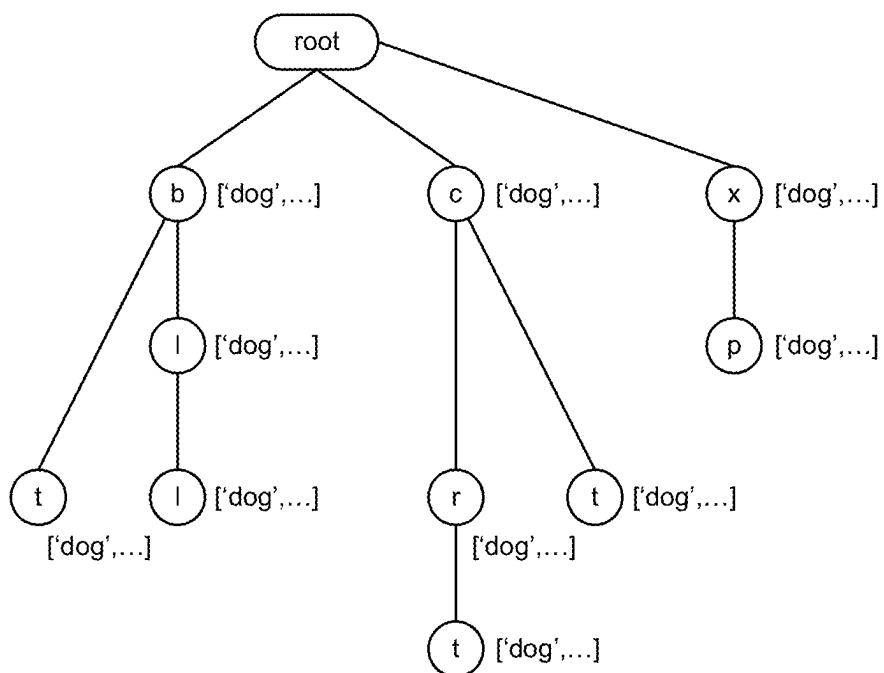 root
b ['dog',…] c ['dog',…] x ['dog',…]
l ['dog',…] p ['dog',…]
t l ['dog',…] r t ['dog',…]
['dog',…] ['dog',…]
t ['dog',…]